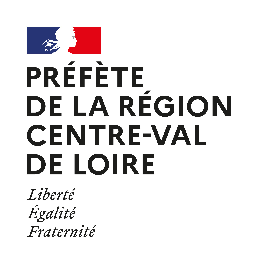 PRÉFÈTE
DE LA RÉGION
CENTRE-VAL
DE LOIRE
Liberté
Égalité
Fraternité